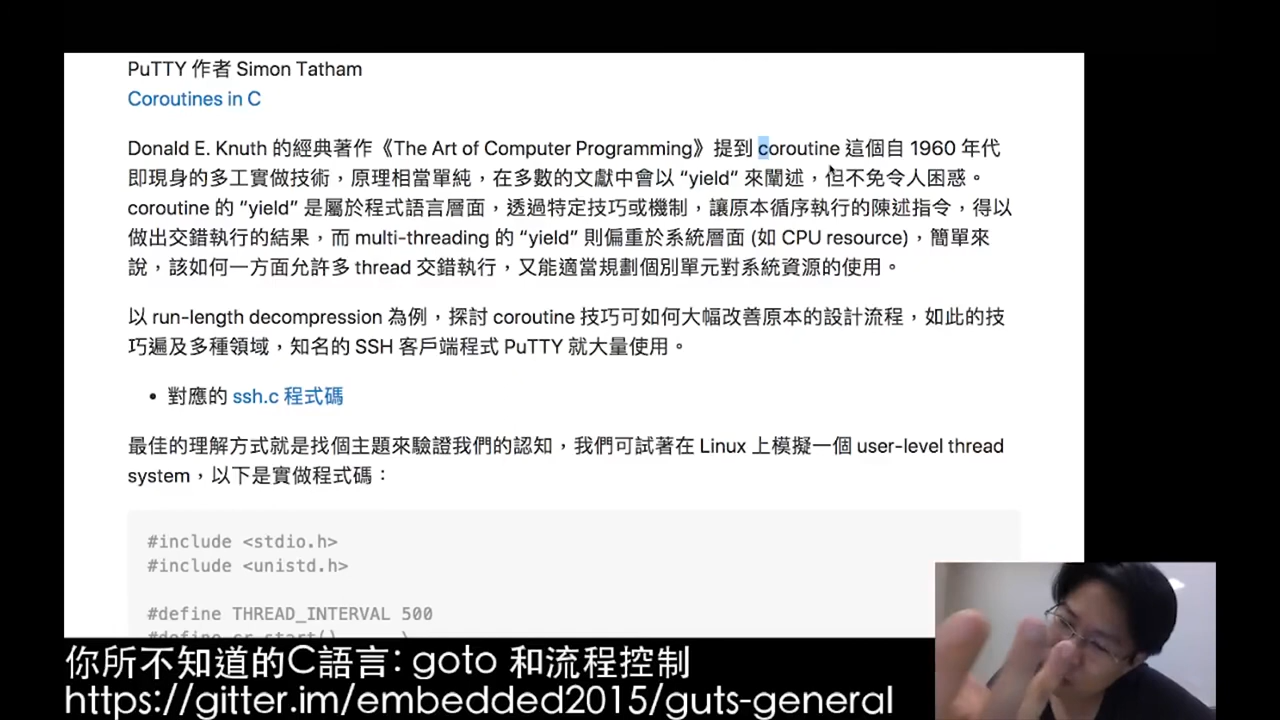 PuTTY 作者 Simon Tatham
Coroutines in C
Donald E. Knuth 的經典著作《The Art of Computer Programming》提到 coroutine 這個自 1960 年代
即現身的多工實做技術，原理相當單純，在多數的文獻中會以 “yield” 來闡述，但不免令人困惑。
coroutine 的 “yield” 是屬於程式語言層面，透過特定技巧或機制，讓原本循序執行的陳述指令，得以
做出交錯執行的結果，而 multi-threading 的 “yield” 則偏重於系統層面 (如 CPU resource)，簡單來
說，該如何一方面允許多 thread 交錯執行，又能適當規劃個別單元對系統資源的使用。
以 run-length decompression 為例，探討 coroutine 技巧可如何大幅改善原本的設計流程，如此的技
巧遍及多種領域，知名的 SSH 客戶端程式 PuTTY 就大量使用。
• 對應的 ssh.c 程式碼
最佳的理解方式就是找個主題來驗證我們的認知，我們可試著在 Linux 上模擬一個 user-level thread
system，以下是實做程式碼：
#include <stdio.h>
#include <unistd.h>
#define THREAD_INTERVAL 500
#define cr_start() \
你所不知道的C語言: goto 和流程控制
https://gitter.im/embedded2015/guts-general